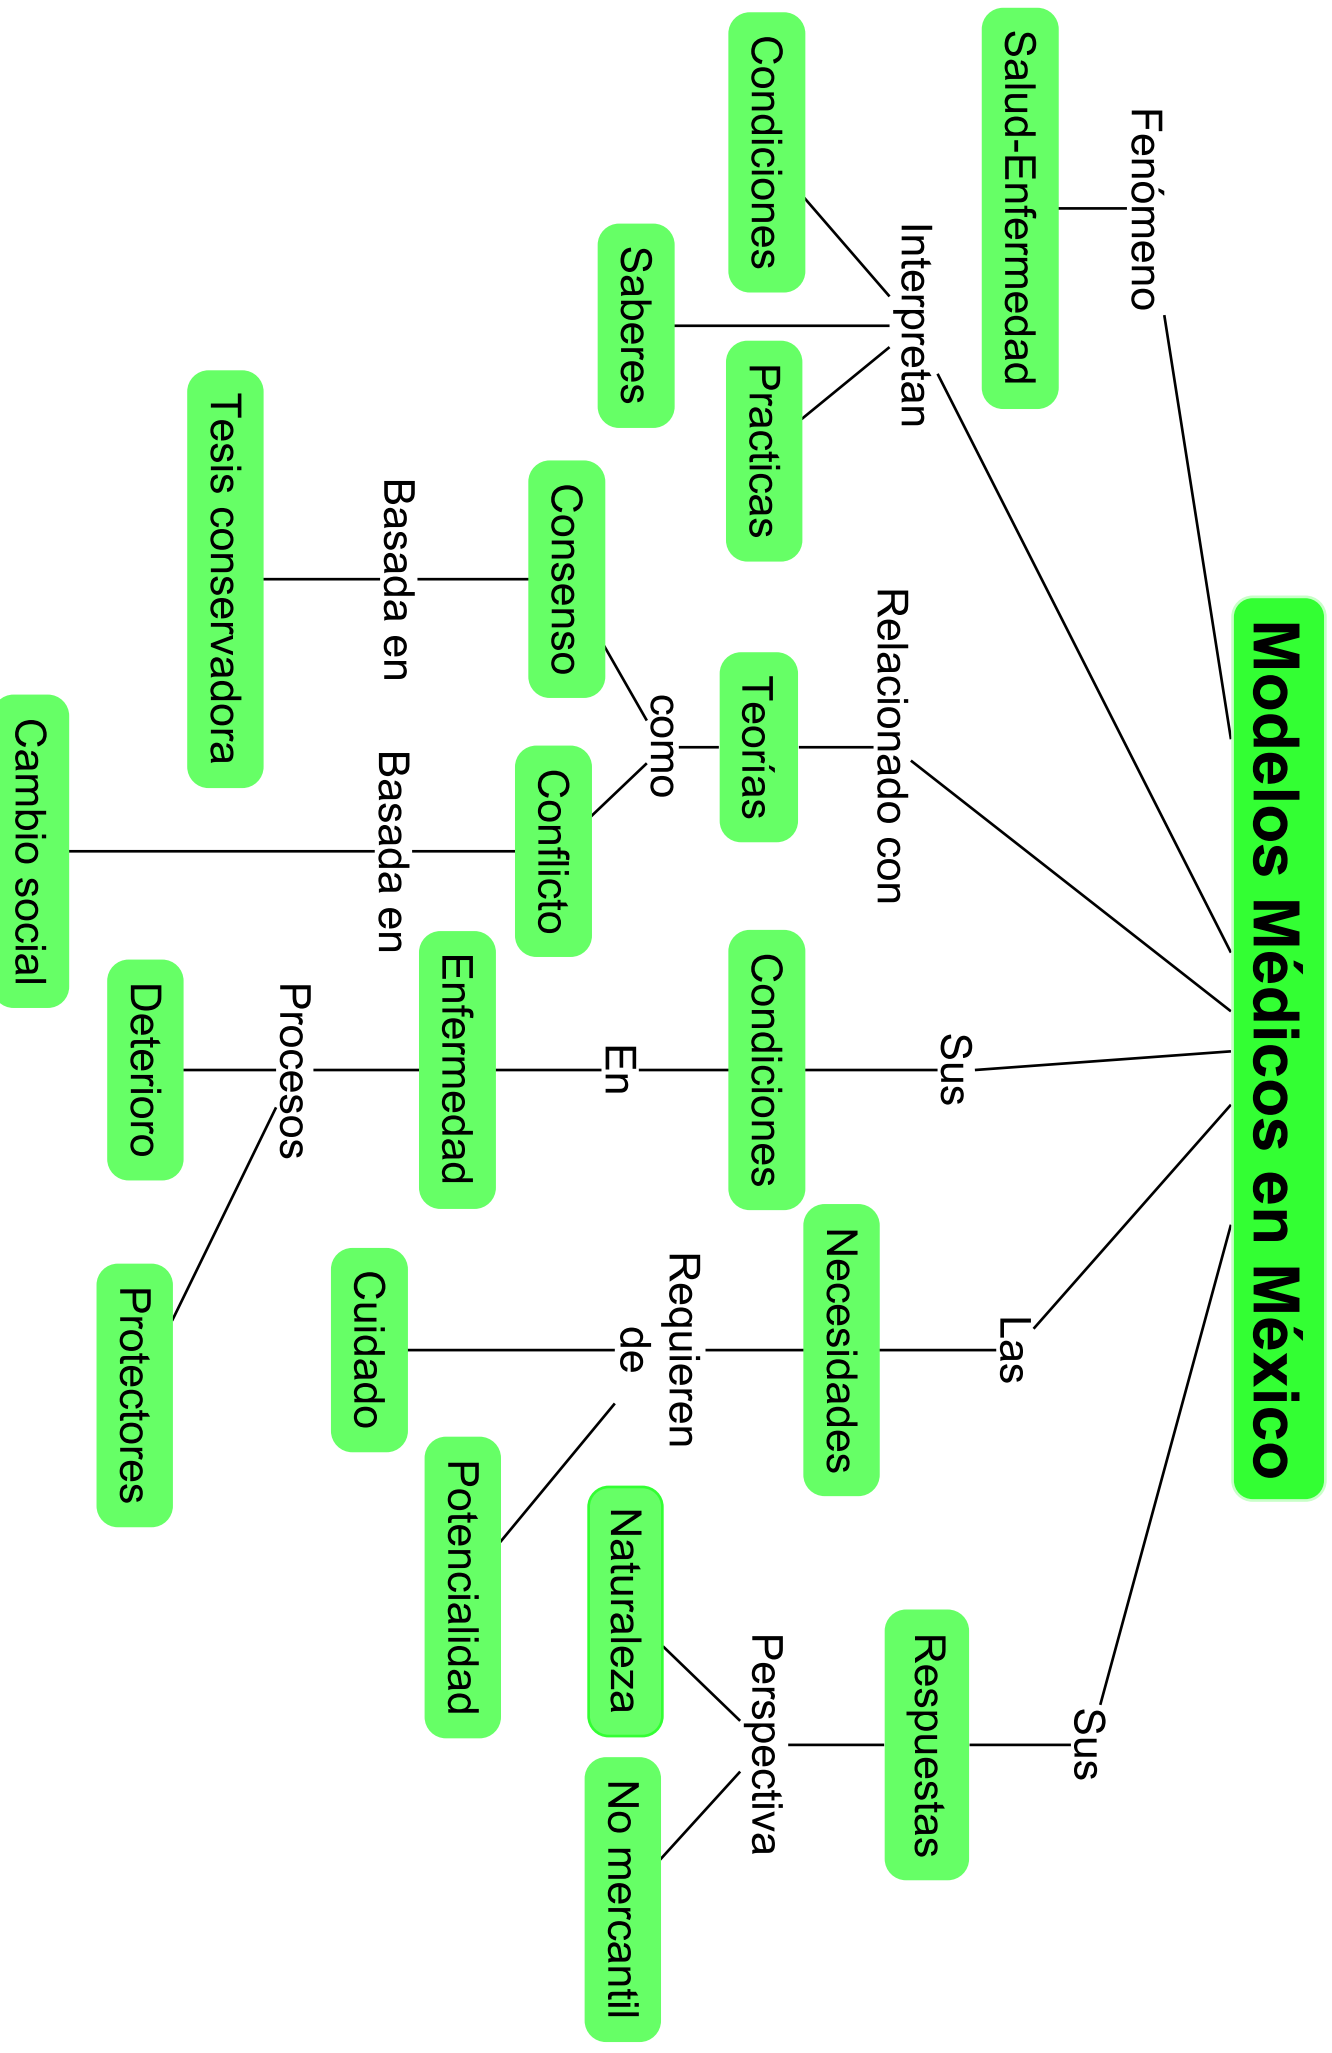 Modelos Médicos en México
Fenómeno
Salud-Enfermedad
Interpretan
Condiciones
Saberes
Practicas
Relacionado con
Teorías
como
Consenso
Basada en
Tesis conservadora
Conflicto
Basada en
Cambio social
Sus
Condiciones
En
Enfermedad
Procesos
Deterioro
Protectores
Las
Necesidades
Requieren
de
Cuidado
Potencialidad
Sus
Respuestas
Perspectiva
Naturaleza
No mercantil